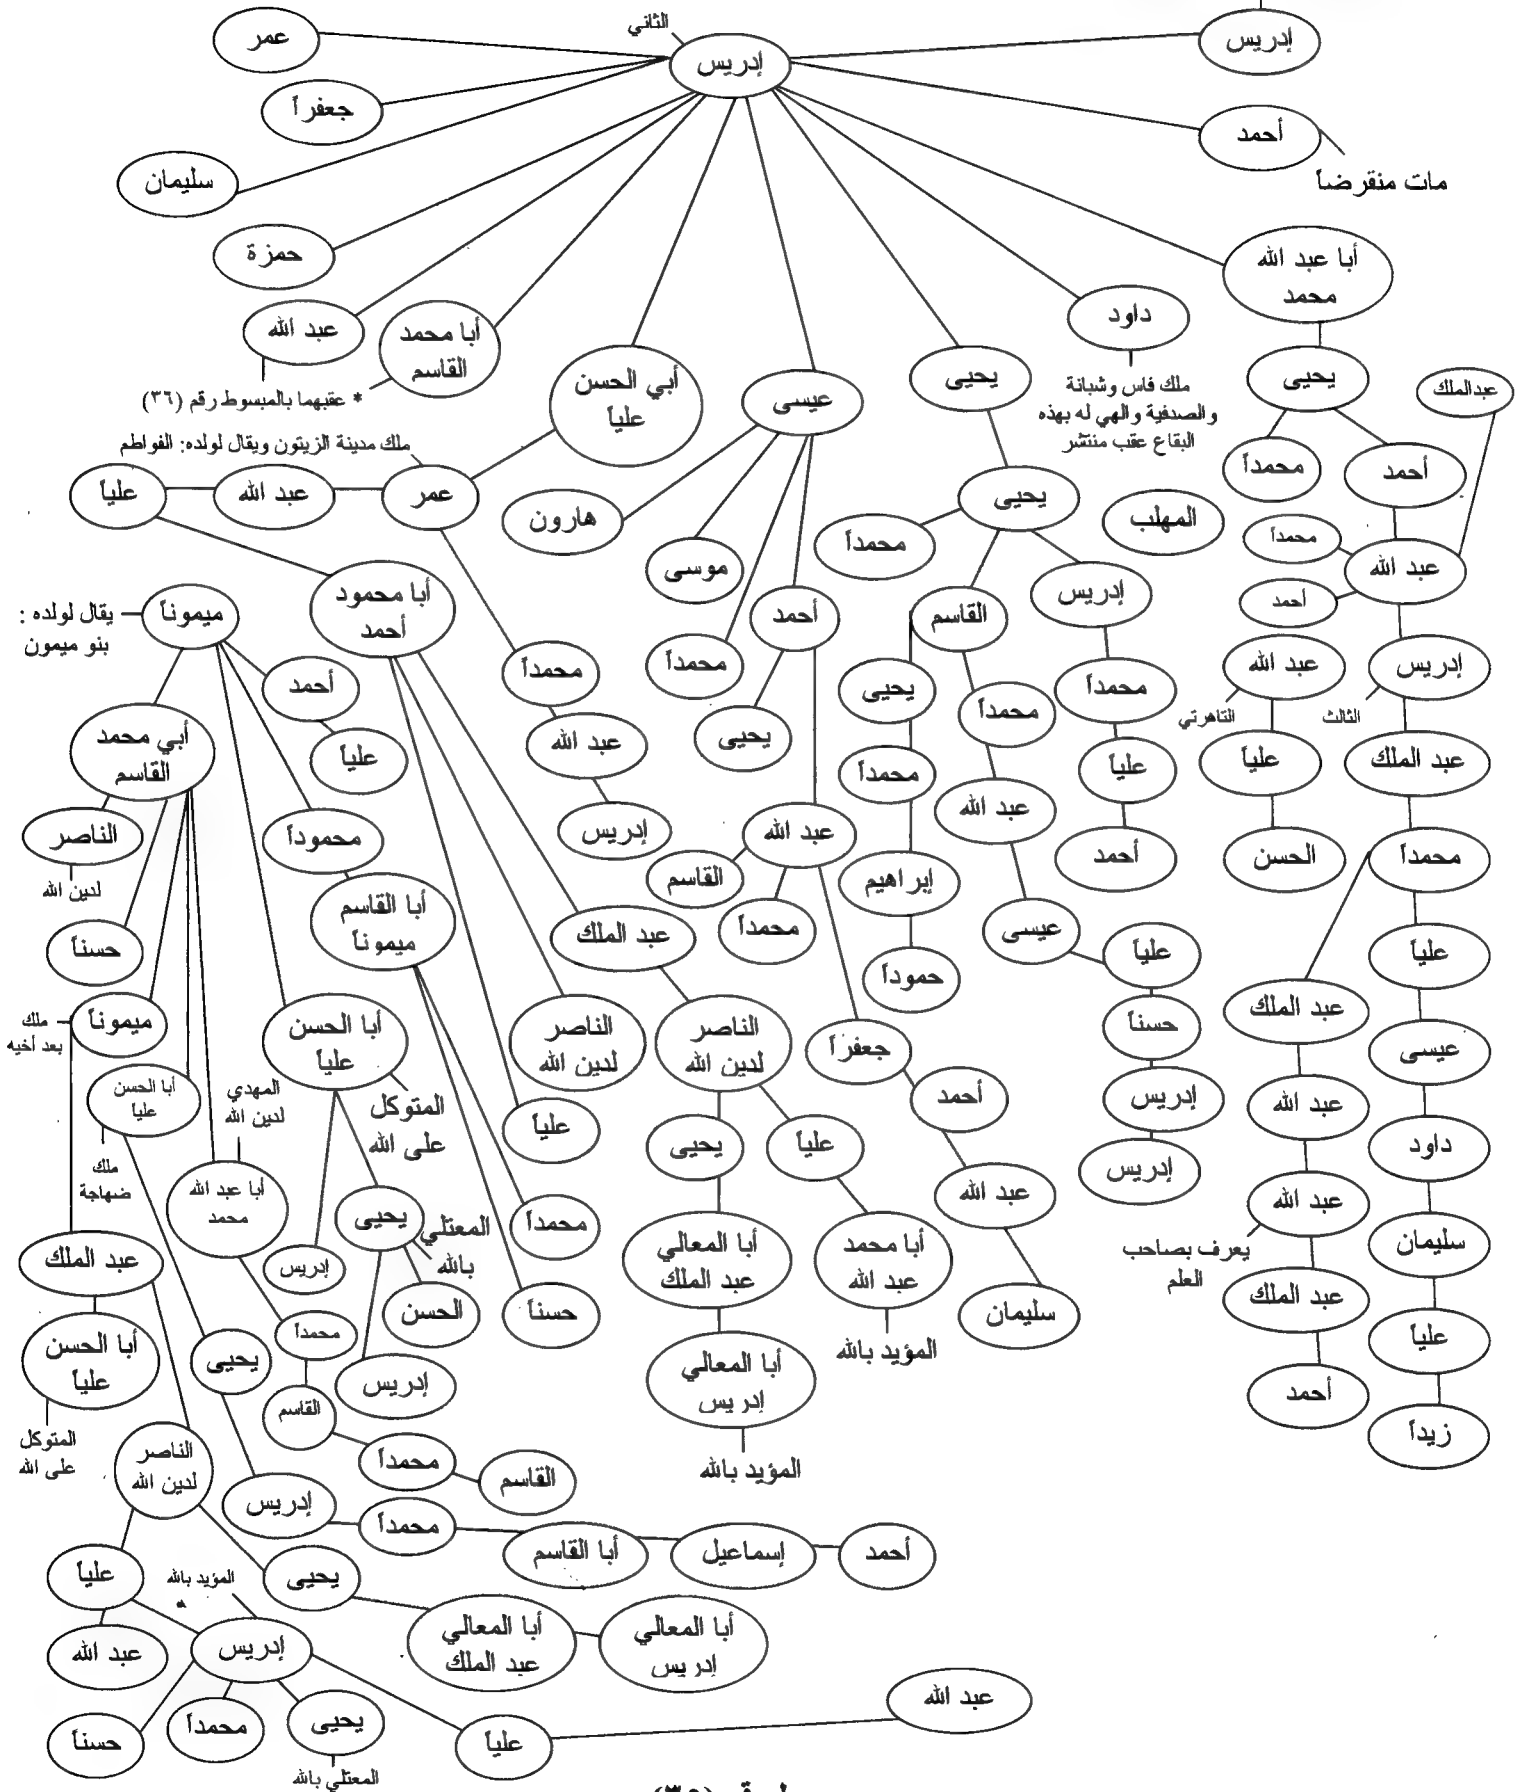 الثاني
إدريس
إدريس
عمر
جعفراً
أحمد
مات منقرضاً
سليمان
حمزة
أبا عبد الله
محمد
داود
عبد الله
أبا محمد
القاسم
* عقبهما بالمبسوط رقم (٣٦)
أبي الحسن
علياً
عيسى
يحيى
ملك فاس وشبانة
والصدفية والهي له بهذه
البقاع عقب منتشر
يحيى
عبدالملك
محمداً
أحمد
ملك مدينة الزيتون ويقال لولده: الفواطم
عمر
عبد الله
علياً
هارون
موسى
محمداً
يحيى
المهلب
محمداً
عبد الله
أحمد
إدريس
القاسم
أحمد
محمداً
يحيى
أبا محمود
أحمد
ميموناً
يقال لولده :
بنو ميمون
محمداً
عبد الله
إدريس
أحمد
علياً
يحيى
محمداً
محمداً
عبد الله
التاهرتي
إدريس
الثالث
علياً
عبد الملك
أبي محمد
القاسم
الناصر
لدين الله
محموداً
عبد الله
القاسم
محمداً
محمداً
إبراهيم
حموداً
عبد الله
عيسى
علياً
أحمد
الحسن
محمداً
علياً
حسناً
ميموناً
ملك
بعد أخيه
أبا القاسم
ميموناً
عبد الملك
علياً
حسناً
إدريس
إدريس
عبد الملك
عيسى
أبا الحسن
علياً
المتوكل
على الله
الناصر
لدين الله
الناصر
لدين الله
جعفراً
أحمد
عبد الله
داود
أبا الحسن
علياً
ملك
ضهاجة
المهدي
لدين الله
أبا عبد الله
محمد
علياً
يحيى
علياً
عبد الله
عبد الله
يعرف بصاحب
العلم
سليمان
عبد الملك
إدريس
يحيى
المعتلي
بالله
محمداً
الحسن
حسناً
أبا المعالي
عبد الملك
أبا محمد
عبد الله
المؤيد بالله
سليمان
عبد الملك
علياً
أبا الحسن
علياً
المتوكل
على الله
يحيى
محمداً
القاسم
إدريس
أبا المعالي
إدريس
المؤيد بالله
أحمد
زيداً
الناصر
لدين الله
محمداً
القاسم
إدريس
محمداً
أبا القاسم
إسماعيل
أحمد
علياً
المؤيد بالله
يحيى
عبد الله
إدريس
أبا المعالي
عبد الملك
أبا المعالي
إدريس
حسناً
محمداً
يحيى
المعتلي بالله
علياً
عبد الله